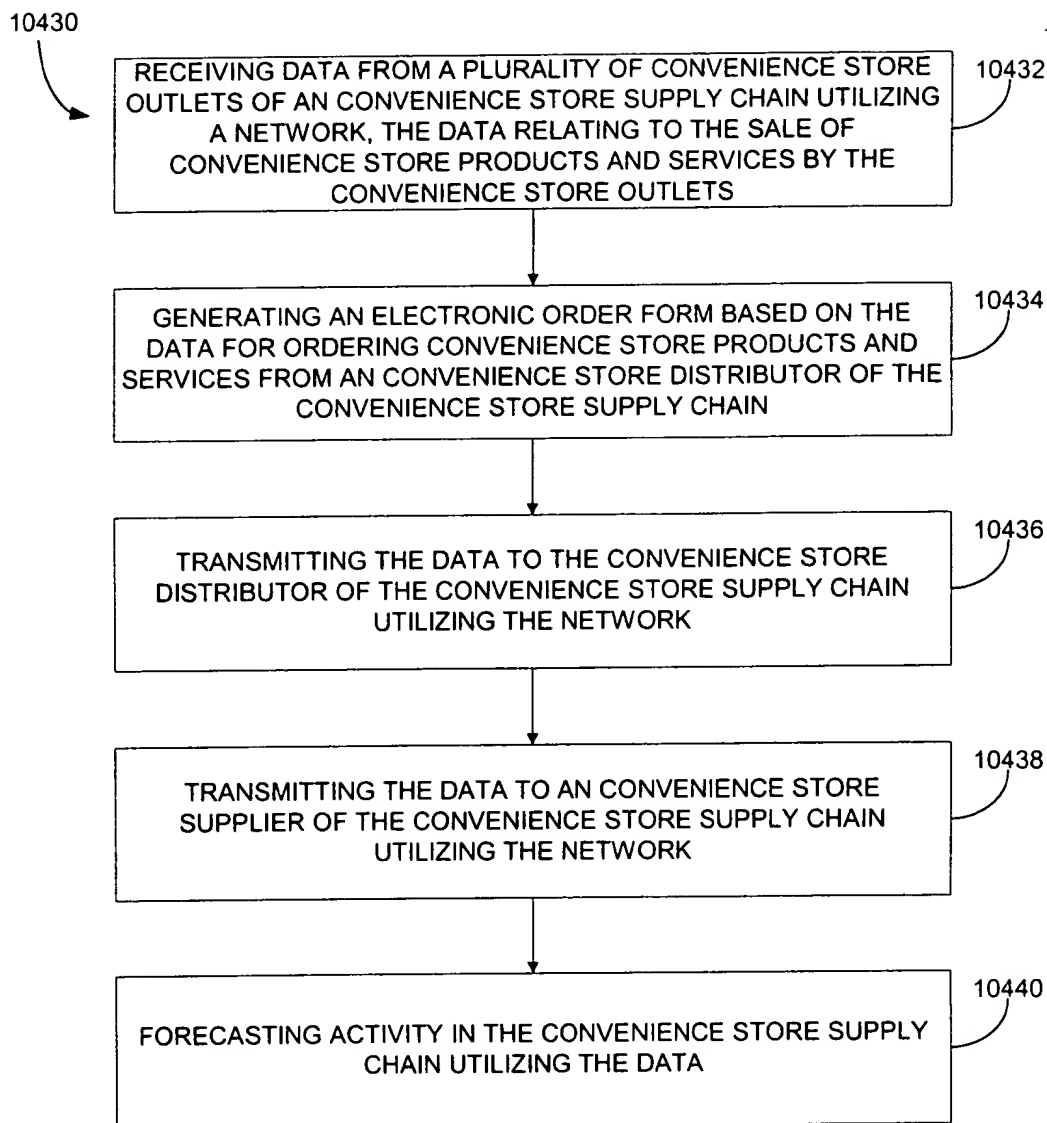 10430
RECEIVING DATA FROM A PLURALITY OF CONVENIENCE STORE
OUTLETS OF AN CONVENIENCE STORE SUPPLY CHAIN UTILIZING
A NETWORK, THE DATA RELATING TO THE SALE OF
CONVENIENCE STORE PRODUCTS AND SERVICES BY THE
CONVENIENCE STORE OUTLETS
10432
GENERATING AN ELECTRONIC ORDER FORM BASED ON THE
DATA FOR ORDERING CONVENIENCE STORE PRODUCTS AND
SERVICES FROM AN CONVENIENCE STORE DISTRIBUTOR OF THE
CONVENIENCE STORE SUPPLY CHAIN
10434
TRANSMITTING THE DATA TO THE CONVENIENCE STORE
DISTRIBUTOR OF THE CONVENIENCE STORE SUPPLY CHAIN
UTILIZING THE NETWORK
10436
TRANSMITTING THE DATA TO AN CONVENIENCE STORE
SUPPLIER OF THE CONVENIENCE STORE SUPPLY CHAIN
UTILIZING THE NETWORK
10438
FORECASTING ACTIVITY IN THE CONVENIENCE STORE SUPPLY
CHAIN UTILIZING THE DATA
10440